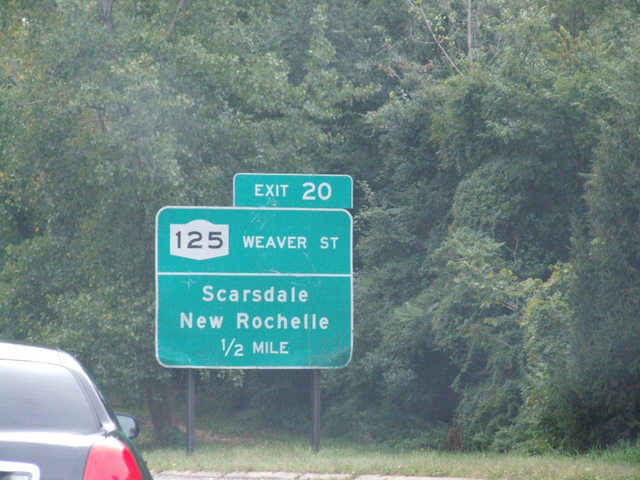 EXIT 20
125 WEAVER ST
Scarsdale
New Rochelle
1/2 MILE